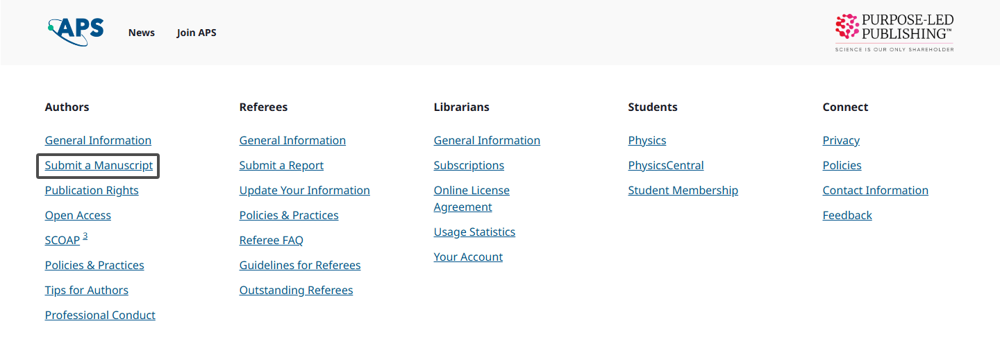 APS
News
Join APS
PURPOSE-LED
PUBLISHING™
SCIENCE IS OUR ONLY SHAREHOLDER
Authors
General Information
Submit a Manuscript
Publication Rights
Open Access
SCOAP 3
Policies & Practices
Tips for Authors
Professional Conduct
Referees
General Information
Submit a Report
Update Your Information
Policies & Practices
Referee FAQ
Guidelines for Referees
Outstanding Referees
Librarians
General Information
Subscriptions
Online License
Agreement
Usage Statistics
Your Account
Students
Physics
PhysicsCentral
Student Membership
Connect
Privacy
Policies
Contact Information
Feedback